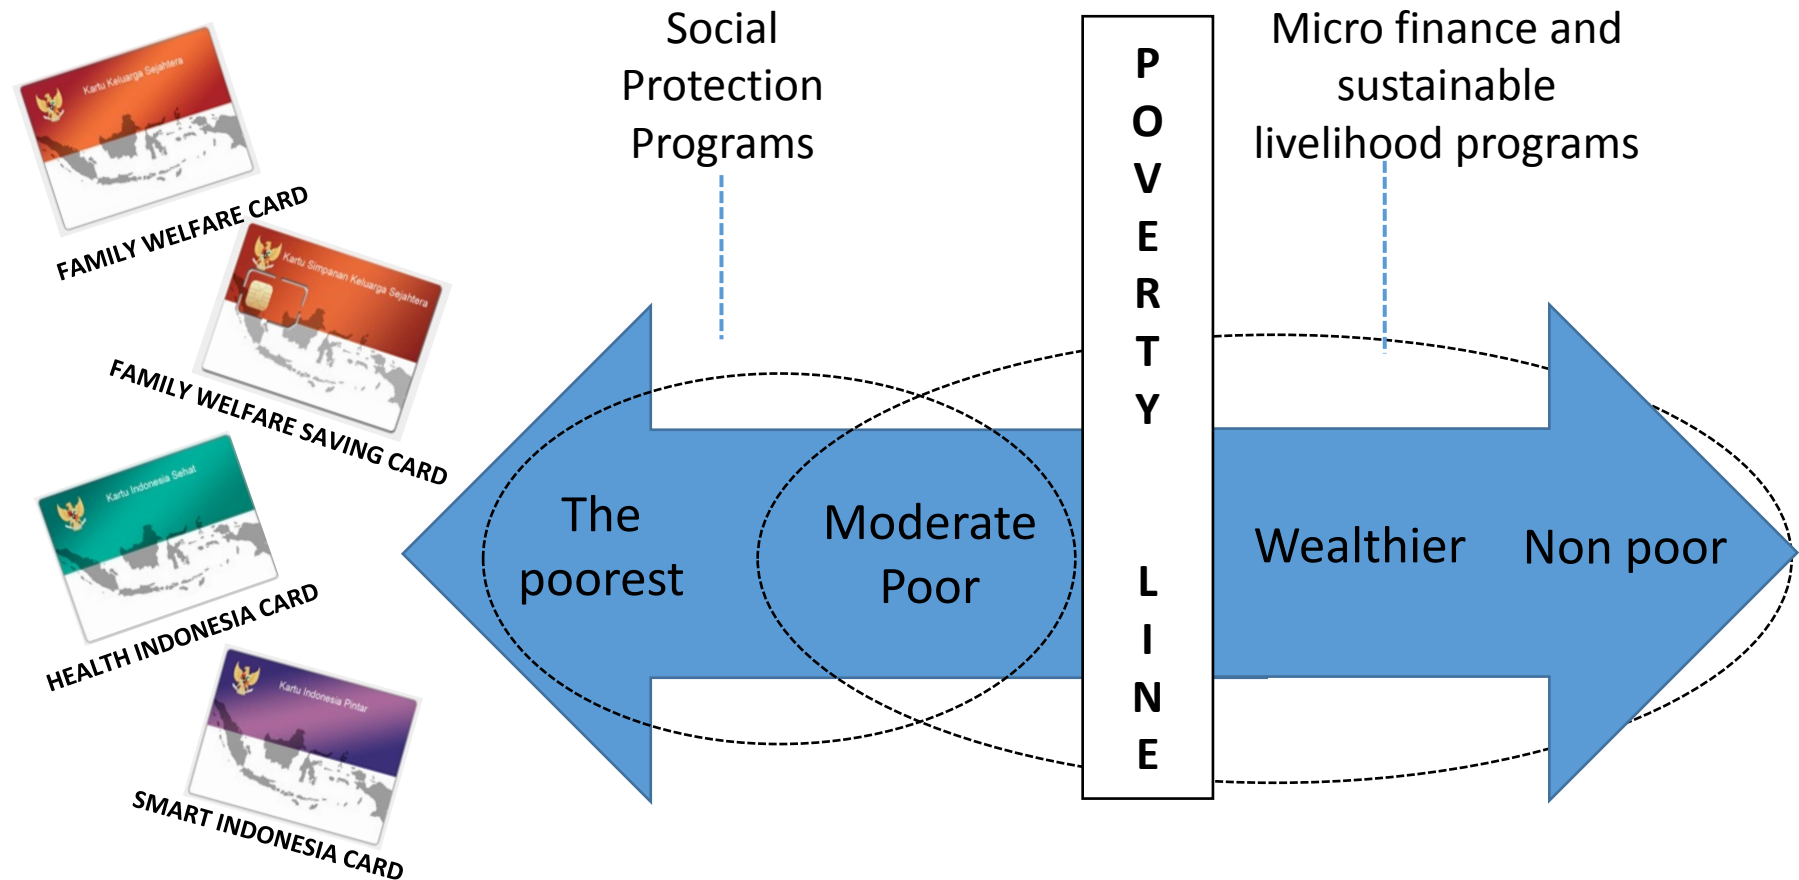 Kartu Keluarga Sejahtera
FAMILY WELFARE CARD
Kartu Simpanan Keluarga Sejahtera
FAMILY WELFARE SAVING CARD
Kartu Indonesia Sehat
HEALTH INDONESIA CARD
Kartu Indonesia Pintar
SMART INDONESIA CARD
Social
Protection
Programs
POVERTY LINE
Micro finance and
sustainable
livelihood programs
The
poorest
Moderate
Poor
Wealthier
Non poor